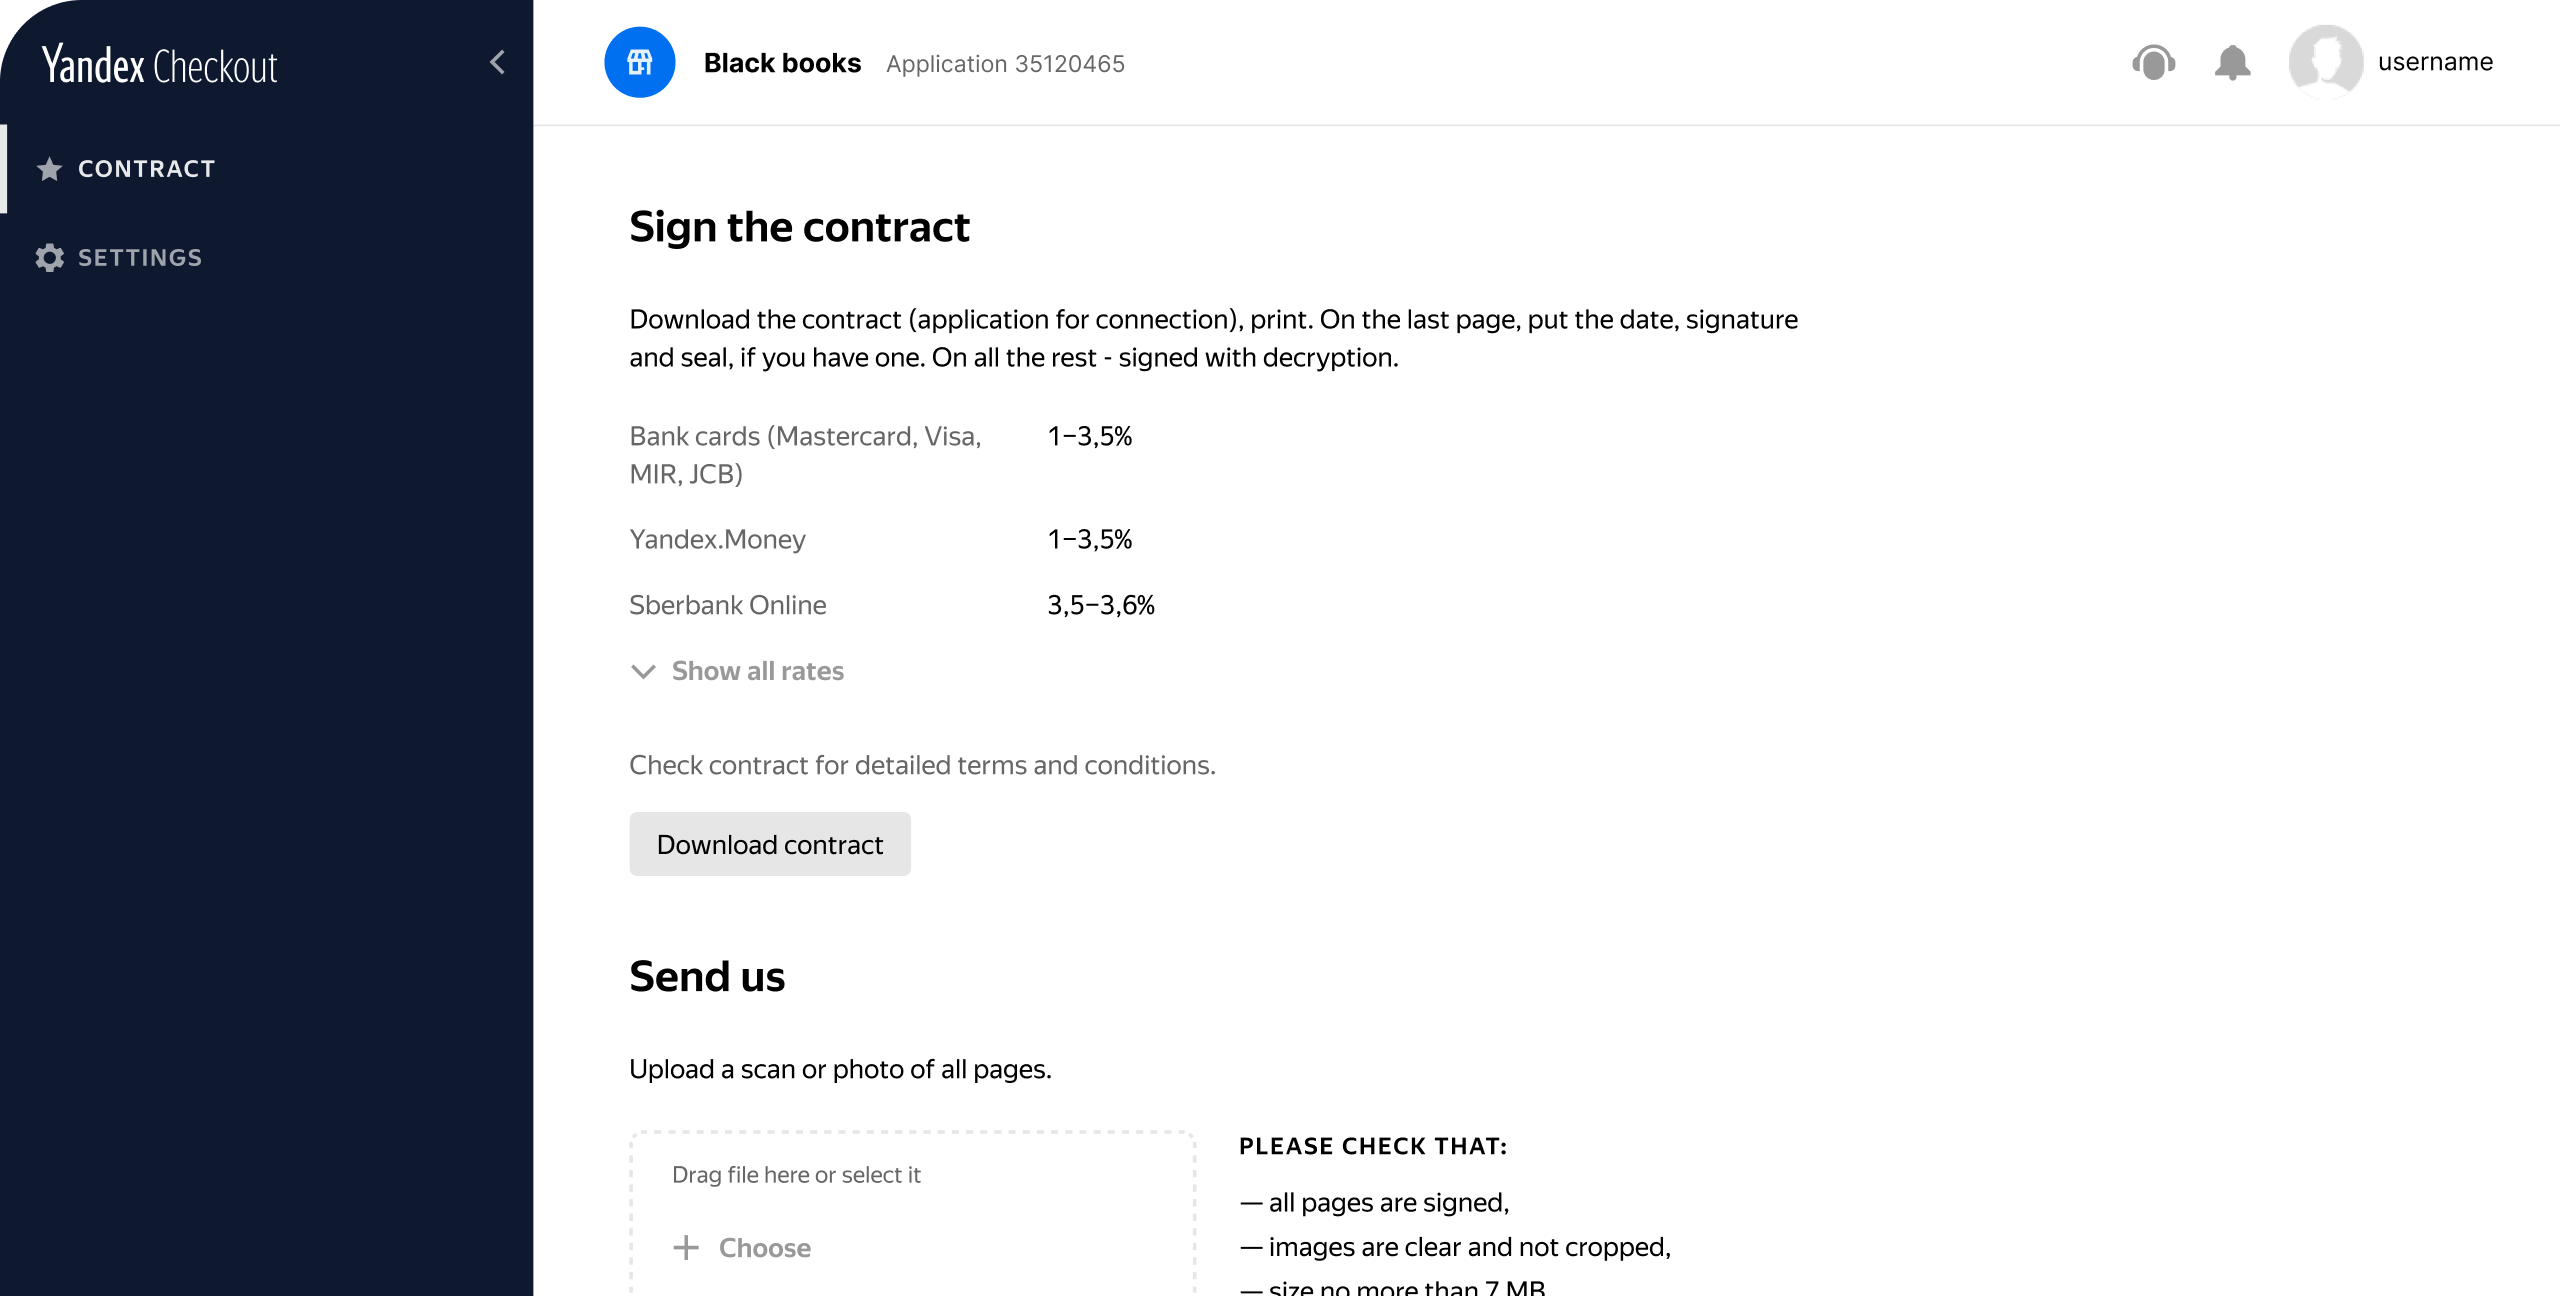 Yandex Checkout
CONTRACT
SETTINGS
Black books Application 35120465
username
Sign the contract
Download the contract (application for connection), print. On the last page, put the date, signature
and seal, if you have one. On all the rest - signed with decryption.
Bank cards (Mastercard, Visa, 1–3,5%
MIR, JCB)
Yandex.Money 1–3,5%
Sberbank Online 3,5–3,6%
Show all rates
Check contract for detailed terms and conditions.
Download contract
Send us
Upload a scan or photo of all pages.
Drag file here or select it
Choose
PLEASE CHECK THAT:
— all pages are signed,
— images are clear and not cropped,
— size no more than 7 MB